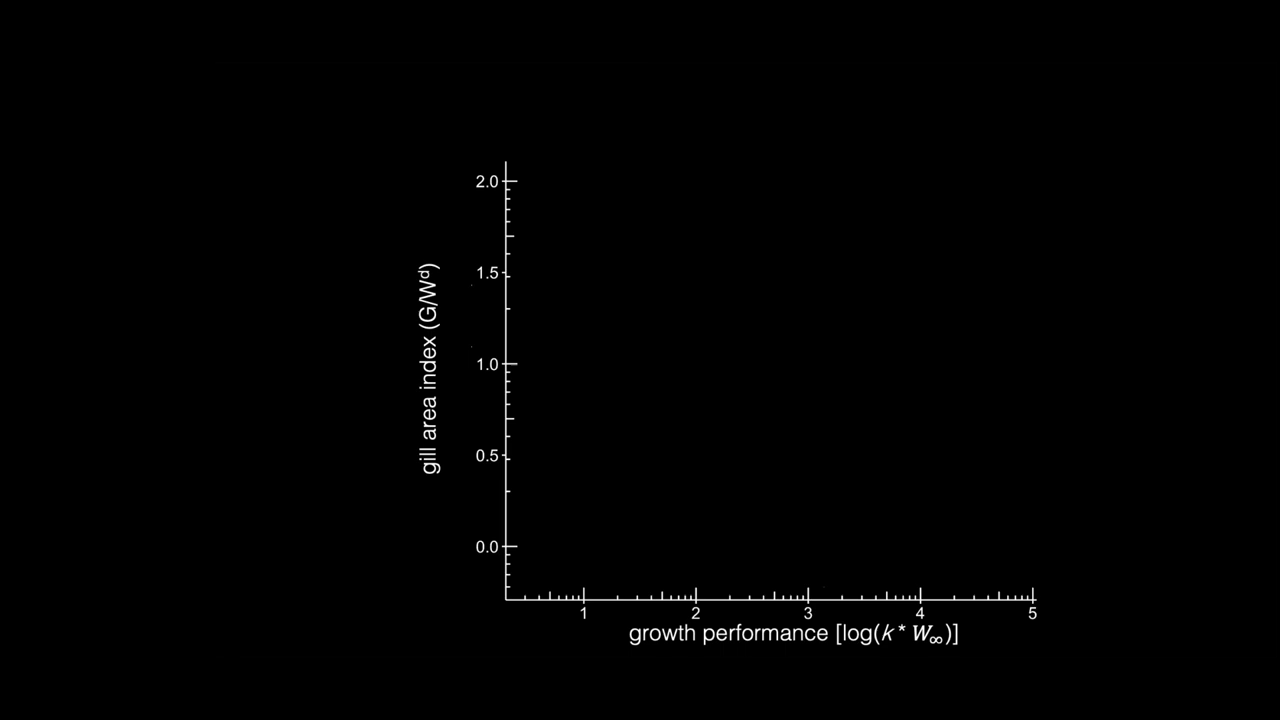 2.0
1.5
1.0
0.5
0.0
gill area index (G/Wᵈ)
1 2 3 4 5
growth performance [log(k * W∞)]